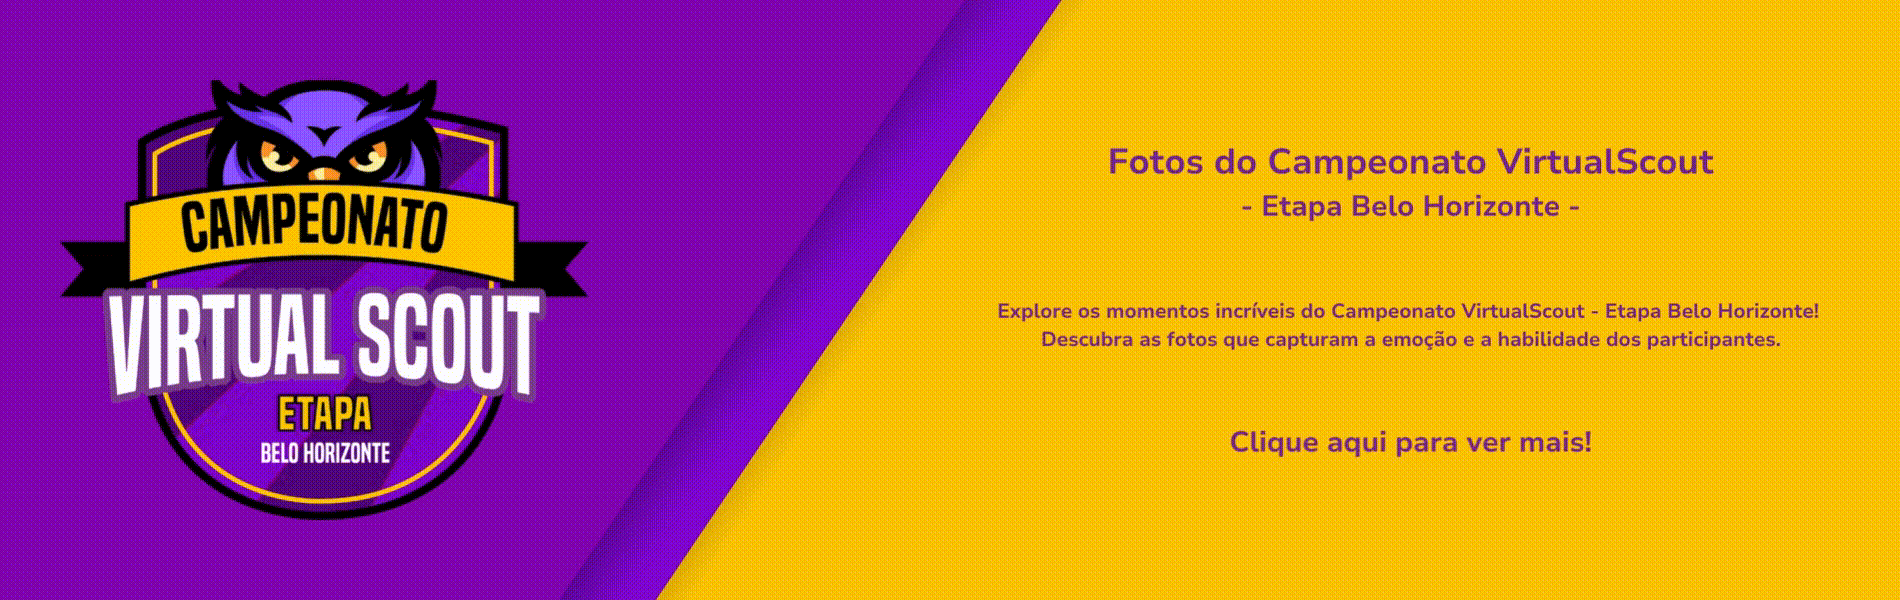 CAMPEONATO
VIRTUAL SCOUT
ETAPA
BELO HORIZONTE
Fotos do Campeonato VirtualScout
- Etapa Belo Horizonte -
Explore os momentos incríveis do Campeonato VirtualScout - Etapa Belo Horizonte!
Descubra as fotos que capturam a emoção e a habilidade dos participantes.
Clique aqui para ver mais!